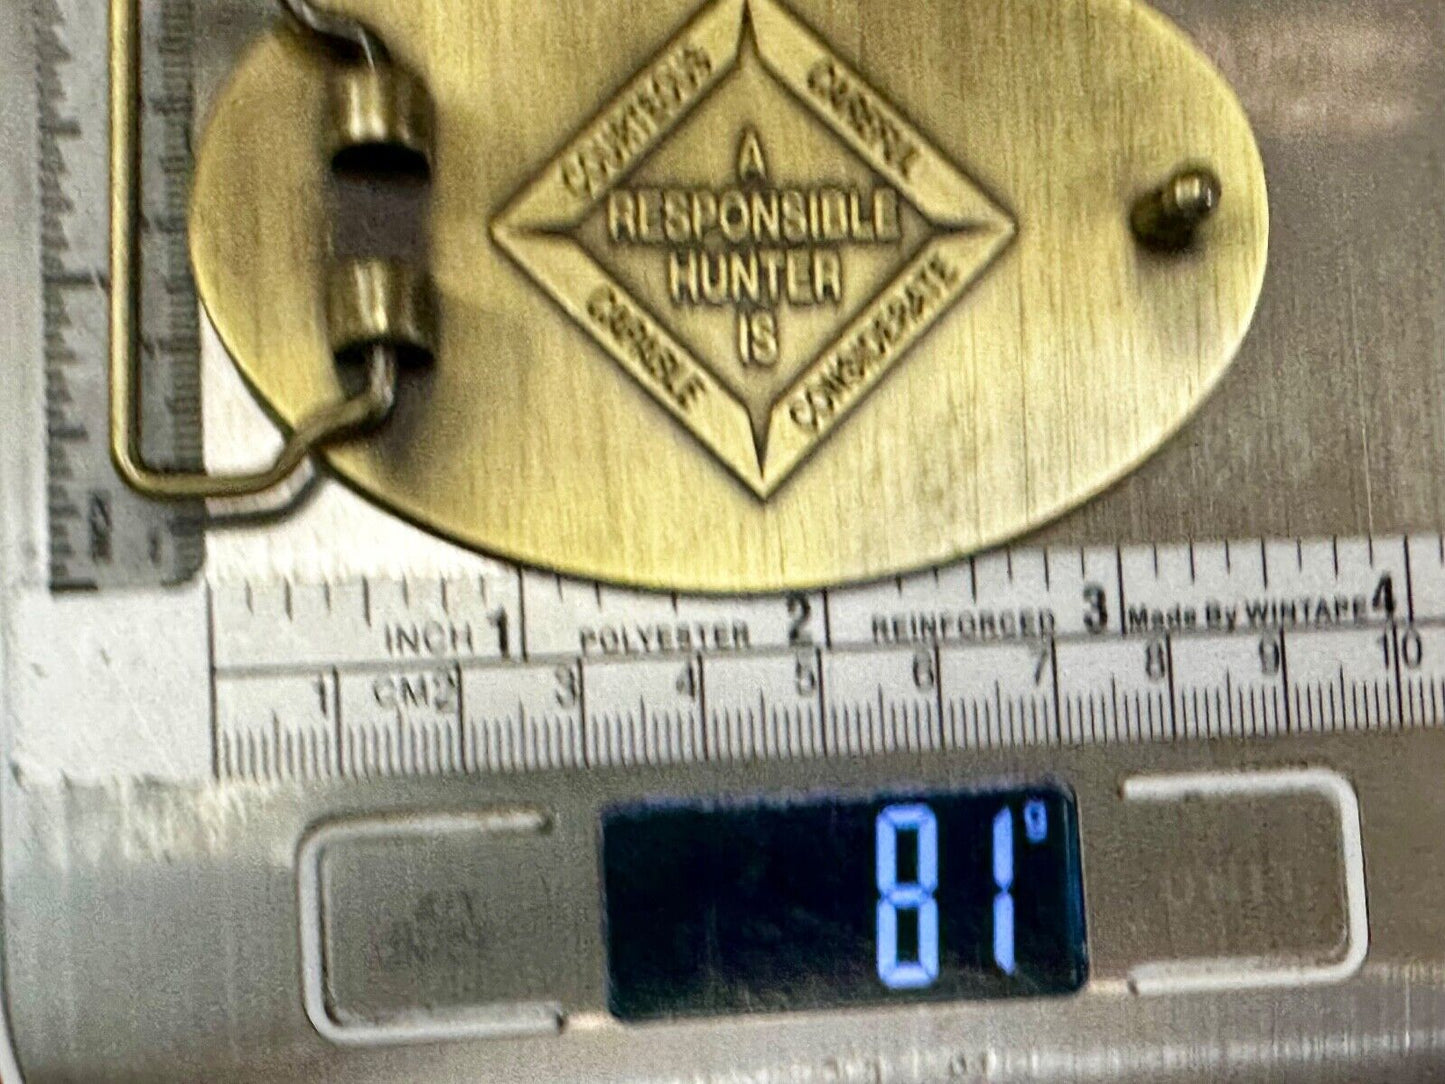 COURTEOUS
CAREFUL
A
RESPONSIBLE
HUNTER
IS
CAPABLE
CONSIDERATE
INCH 1 POLYESTER 2 REINFORCED 3 Made By WINTAPE 4
1 CM2 3 4 5 6 7 8 9 10
81 g